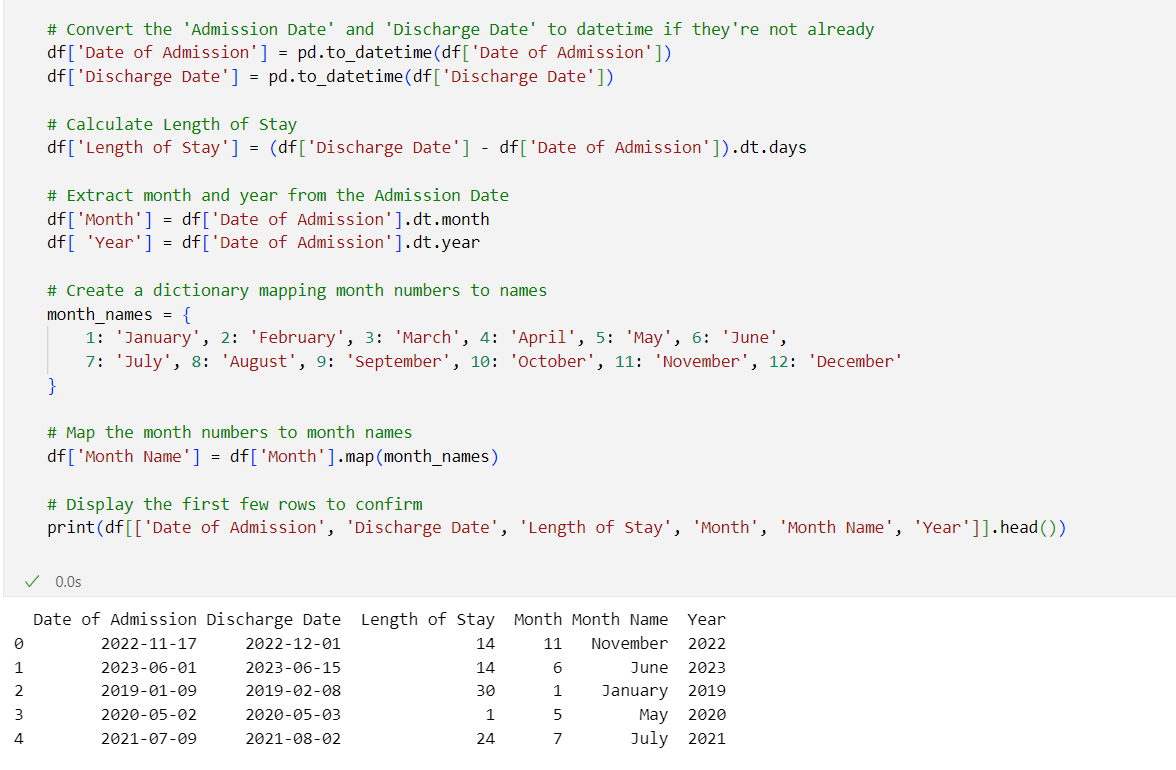 # Convert the 'Admission Date' and 'Discharge Date' to datetime if they're not already
df['Date of Admission'] = pd.to_datetime(df['Date of Admission'])
df['Discharge Date'] = pd.to_datetime(df['Discharge Date'])
# Calculate Length of Stay
df['Length of Stay'] = (df['Discharge Date'] - df['Date of Admission']).dt.days
# Extract month and year from the Admission Date
df['Month'] = df['Date of Admission'].dt.month
df[ 'Year'] = df['Date of Admission'].dt.year
# Create a dictionary mapping month numbers to names
month_names = {
    1: 'January', 2: 'February', 3: 'March', 4: 'April', 5: 'May', 6: 'June',
    7: 'July', 8: 'August', 9: 'September', 10: 'October', 11: 'November', 12: 'December'
}
# Map the month numbers to month names
df['Month Name'] = df['Month'].map(month_names)
# Display the first few rows to confirm
print(df[['Date of Admission', 'Discharge Date', 'Length of Stay', 'Month', 'Month Name', 'Year']].head())
0.0s
  Date of Admission Discharge Date  Length of Stay  Month Month Name  Year
0        2022-11-17     2022-12-01              14     11   November  2022
1        2023-06-01     2023-06-15              14      6       June  2023
2        2019-01-09     2019-02-08              30      1    January  2019
3        2020-05-02     2020-05-03               1      5        May  2020
4        2021-07-09     2021-08-02              24      7       July  2021